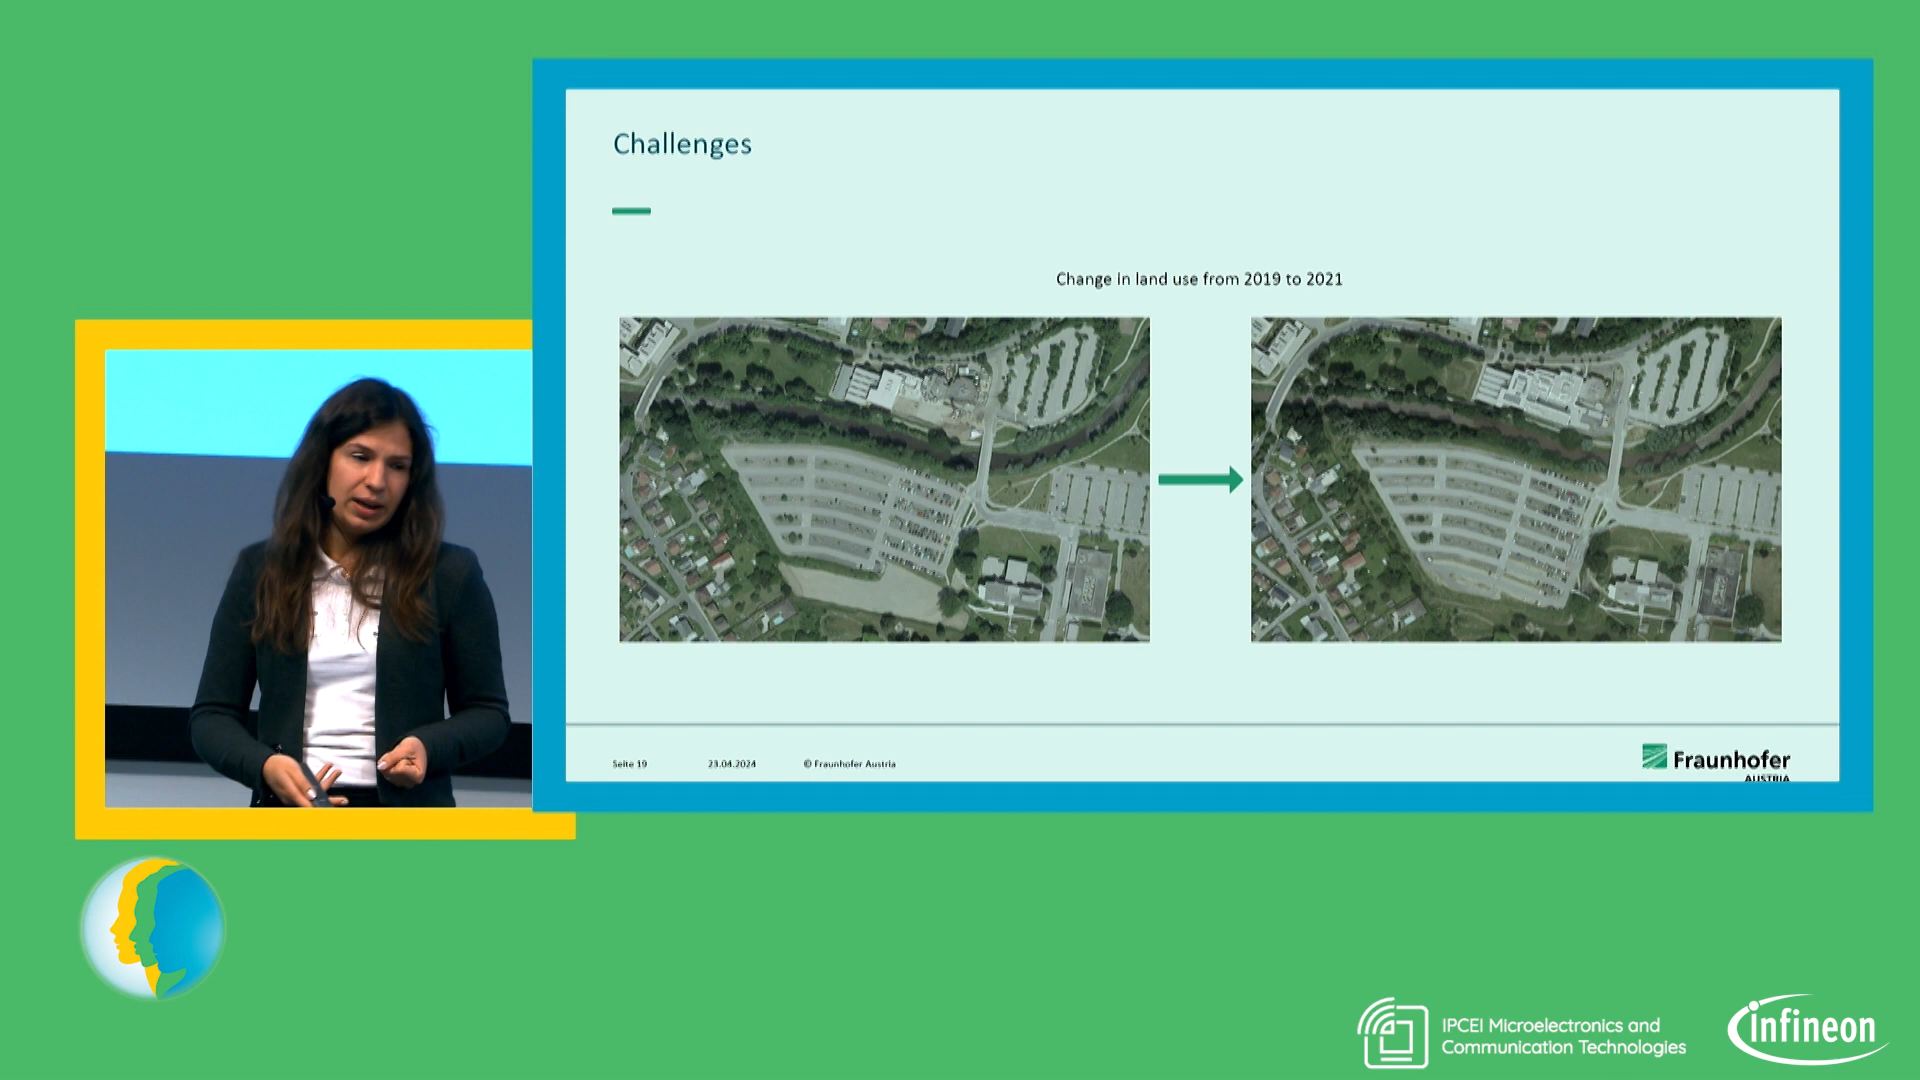 Challenges
Change in land use from 2019 to 2021
Seite 19
23.04.2024
© Fraunhofer Austria
Fraunhofer
AUSTRIA
IPCEI Microelectronics and
Communication Technologies
infineon